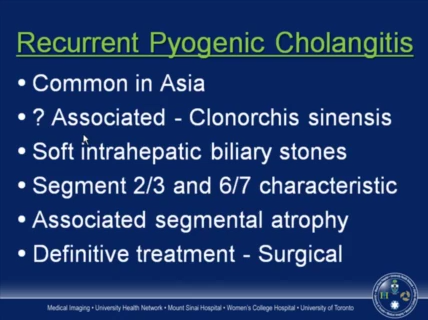 Recurrent Pyogenic Cholangitis
• Common in Asia
• ? Associated - Clonorchis sinensis
• Soft intrahepatic biliary stones
• Segment 2/3 and 6/7 characteristic
• Associated segmental atrophy
• Definitive treatment - Surgical
Medical Imaging • University Health Network • Mount Sinai Hospital • Women's College Hospital • University of Toronto